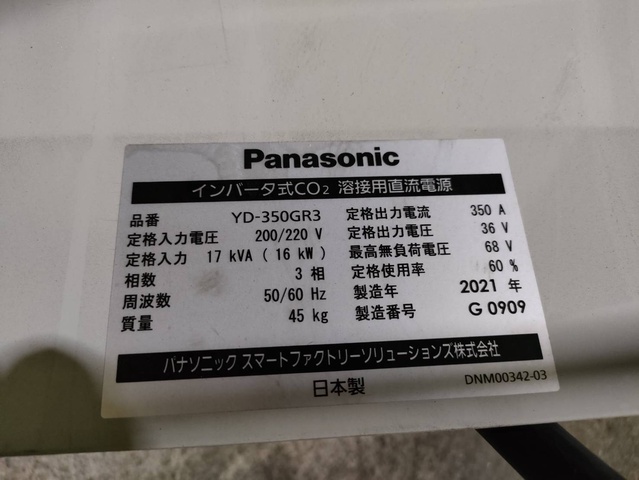 Panasonic
インバータ式CO2 溶接用直流電源
品番 YD-350GR3
定格入力電圧 200/220 V
定格入力 17 kVA ( 16 kW )
相数 3 相
周波数 50/60 Hz
質量 45 kg
定格出力電流 350 A
定格出力電圧 36 V
最高無負荷電圧 68 V
定格使用率 60 %
製造年 2021 年
製造番号 G 0909
パナソニック スマートファクトリーソリューションズ株式会社
日本製
DNM00342-03